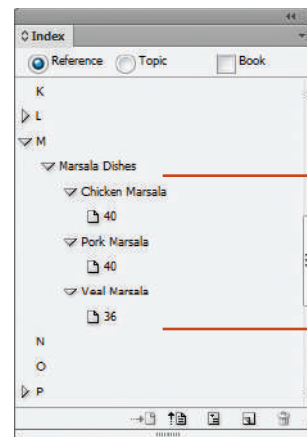 Index
Reference Topic Book
K
L
M
Marsala Dishes
Chicken Marsala
40
Pork Marsala
40
Veal Marsala
36
N
O
P